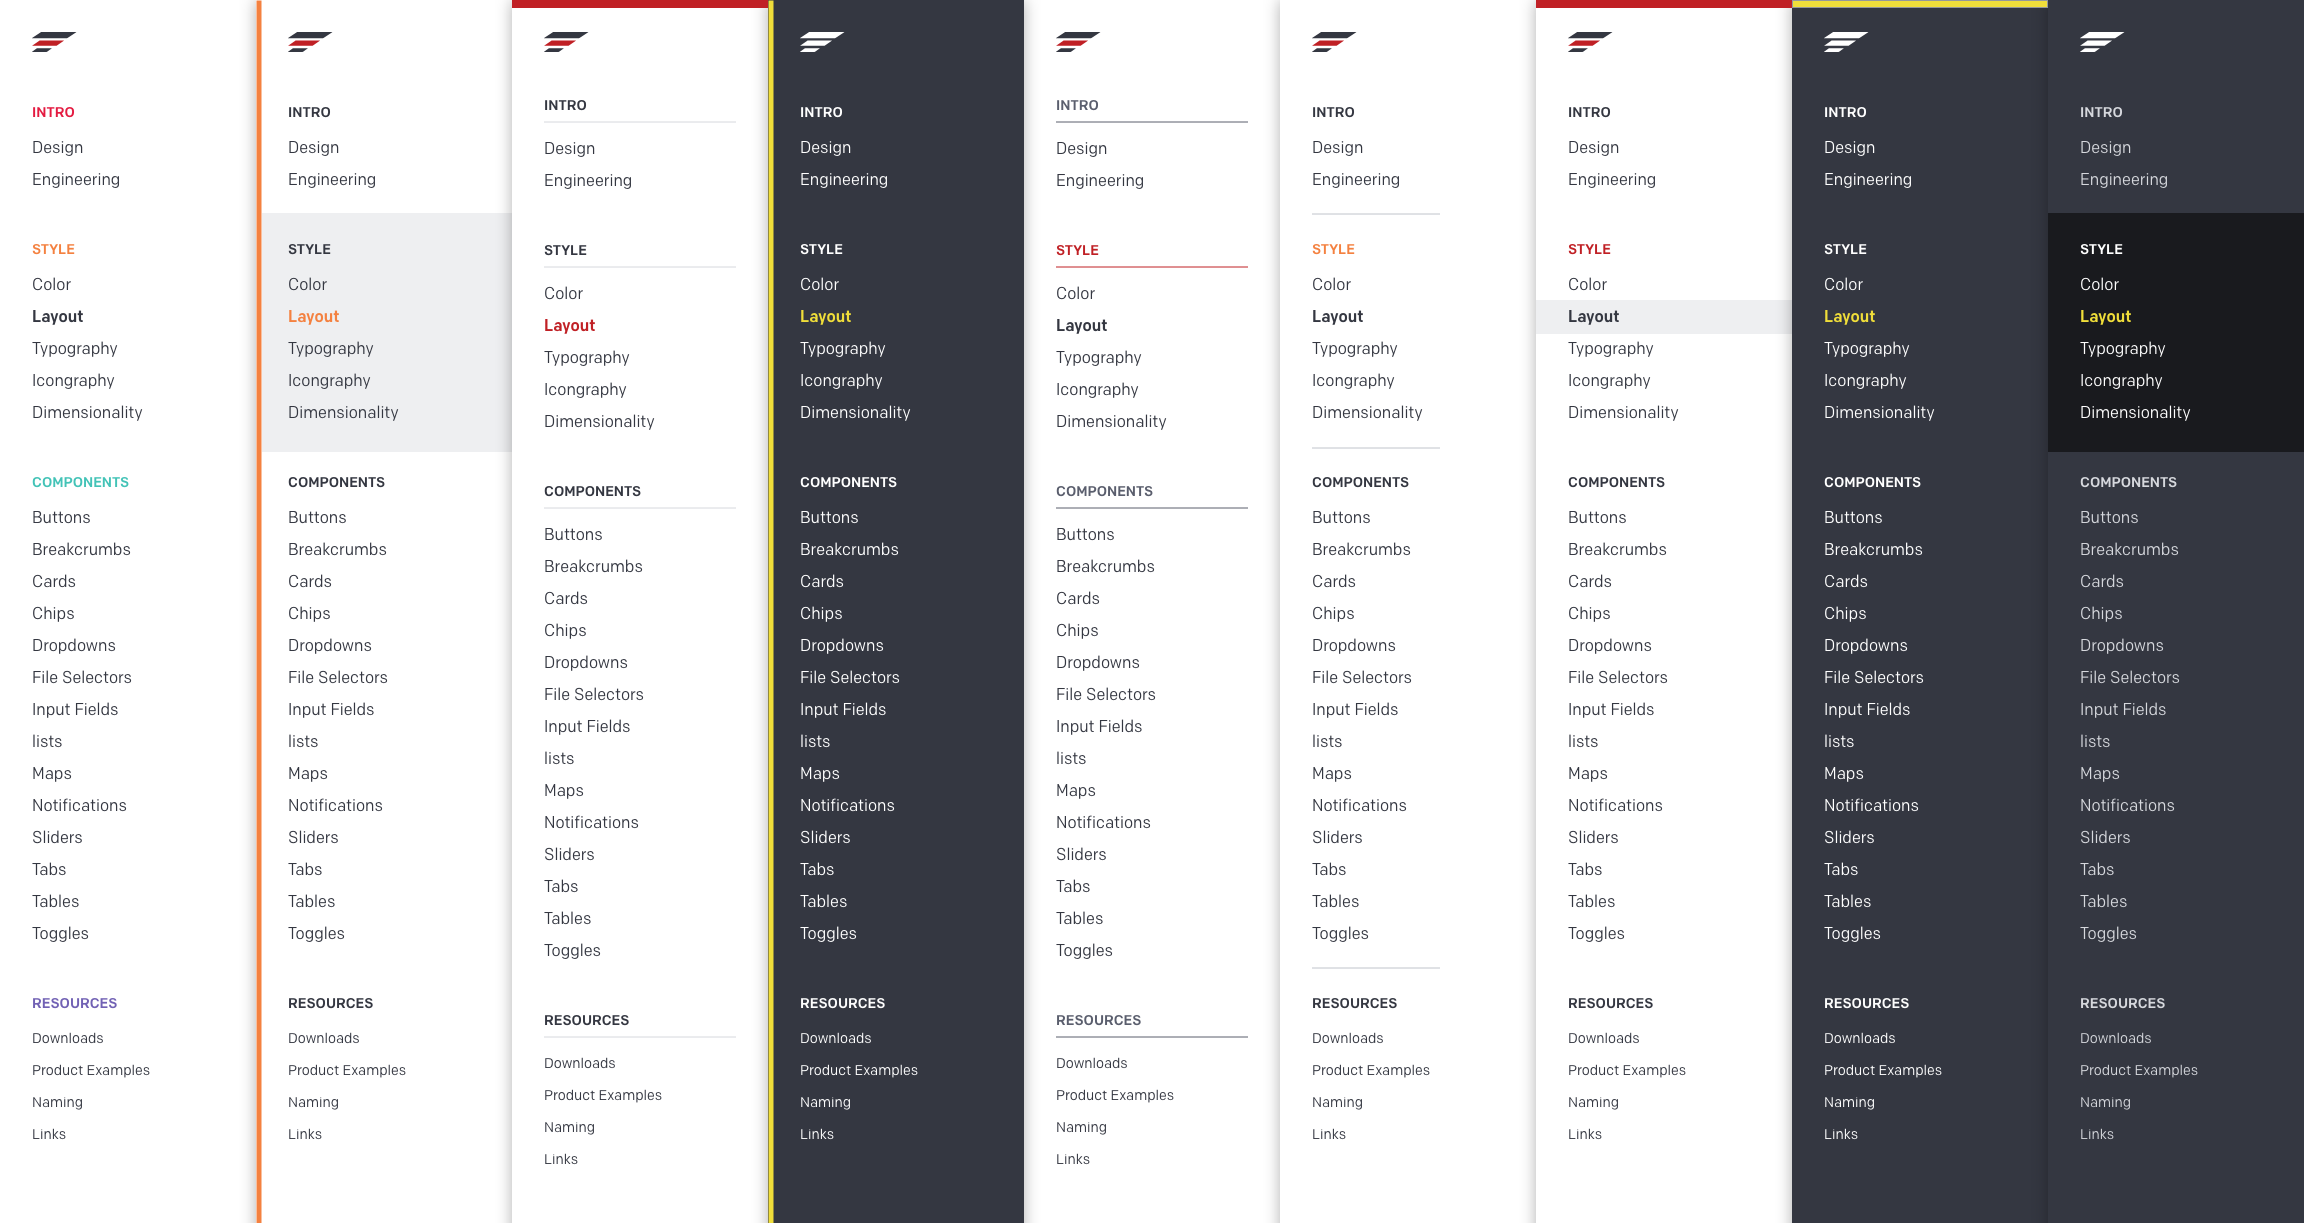 INTRO
Design
Engineering
STYLE
Color
Layout
Typography
Icongraphy
Dimensionality
COMPONENTS
Buttons
Breakcrumbs
Cards
Chips
Dropdowns
File Selectors
Input Fields
lists
Maps
Notifications
Sliders
Tabs
Tables
Toggles
RESOURCES
Downloads
Product Examples
Naming
Links
INTRO
Design
Engineering
STYLE
Color
Layout
Typography
Icongraphy
Dimensionality
COMPONENTS
Buttons
Breakcrumbs
Cards
Chips
Dropdowns
File Selectors
Input Fields
lists
Maps
Notifications
Sliders
Tabs
Tables
Toggles
RESOURCES
Downloads
Product Examples
Naming
Links
INTRO
Design
Engineering
STYLE
Color
Layout
Typography
Icongraphy
Dimensionality
COMPONENTS
Buttons
Breakcrumbs
Cards
Chips
Dropdowns
File Selectors
Input Fields
lists
Maps
Notifications
Sliders
Tabs
Tables
Toggles
RESOURCES
Downloads
Product Examples
Naming
Links
INTRO
Design
Engineering
STYLE
Color
Layout
Typography
Icongraphy
Dimensionality
COMPONENTS
Buttons
Breakcrumbs
Cards
Chips
Dropdowns
File Selectors
Input Fields
lists
Maps
Notifications
Sliders
Tabs
Tables
Toggles
RESOURCES
Downloads
Product Examples
Naming
Links
INTRO
Design
Engineering
STYLE
Color
Layout
Typography
Icongraphy
Dimensionality
COMPONENTS
Buttons
Breakcrumbs
Cards
Chips
Dropdowns
File Selectors
Input Fields
lists
Maps
Notifications
Sliders
Tabs
Tables
Toggles
RESOURCES
Downloads
Product Examples
Naming
Links
INTRO
Design
Engineering
STYLE
Color
Layout
Typography
Icongraphy
Dimensionality
COMPONENTS
Buttons
Breakcrumbs
Cards
Chips
Dropdowns
File Selectors
Input Fields
lists
Maps
Notifications
Sliders
Tabs
Tables
Toggles
RESOURCES
Downloads
Product Examples
Naming
Links
INTRO
Design
Engineering
STYLE
Color
Layout
Typography
Icongraphy
Dimensionality
COMPONENTS
Buttons
Breakcrumbs
Cards
Chips
Dropdowns
File Selectors
Input Fields
lists
Maps
Notifications
Sliders
Tabs
Tables
Toggles
RESOURCES
Downloads
Product Examples
Naming
Links
INTRO
Design
Engineering
STYLE
Color
Layout
Typography
Icongraphy
Dimensionality
COMPONENTS
Buttons
Breakcrumbs
Cards
Chips
Dropdowns
File Selectors
Input Fields
lists
Maps
Notifications
Sliders
Tabs
Tables
Toggles
RESOURCES
Downloads
Product Examples
Naming
Links
INTRO
Design
Engineering
STYLE
Color
Layout
Typography
Icongraphy
Dimensionality
COMPONENTS
Buttons
Breakcrumbs
Cards
Chips
Dropdowns
File Selectors
Input Fields
lists
Maps
Notifications
Sliders
Tabs
Tables
Toggles
RESOURCES
Downloads
Product Examples
Naming
Links